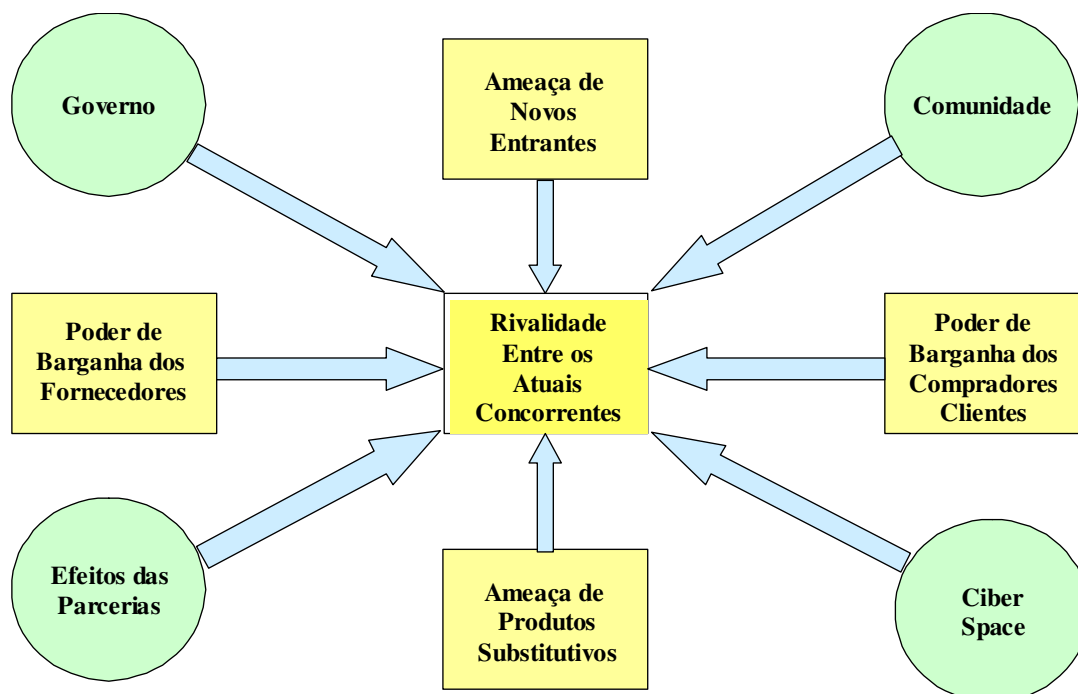 Governo
Ameaça de
Novos
Entrantes
Comunidade
Poder de
Barganha dos
Fornecedores
Rivalidade
Entre os
Atuais
Concorrentes
Poder de
Barganha dos
Compradores
Clientes
Efeitos das
Parcerias
Ameaça de
Produtos
Substitutivos
Ciber
Space